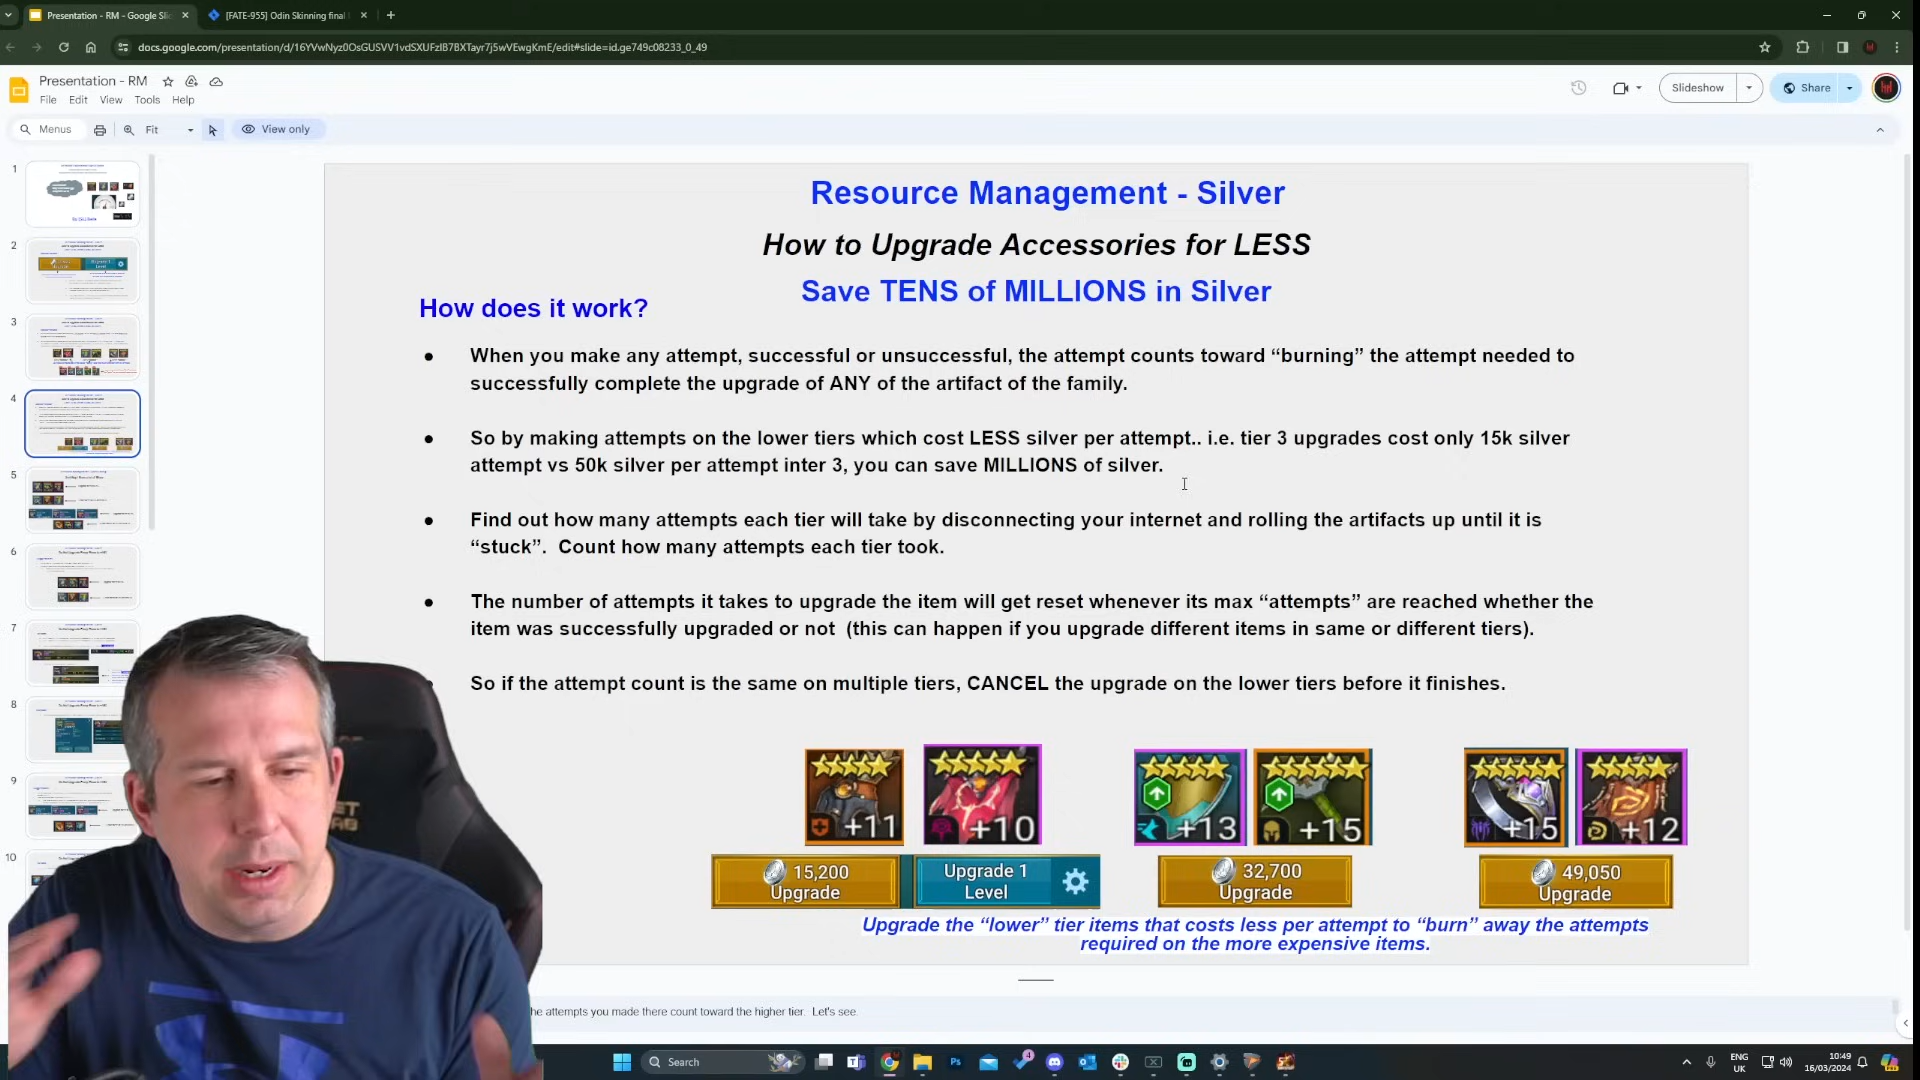 Presentation - RM - Google Sli
[FATE-955] Odin Skinning final
docs.google.com/presentation/d/16YVwNyz0OsGUSVV1vdSXUFzlB7BXTayr7j5wVEwgKmE/edit#slide=id.ge749c08233_0_49
Presentation - RM
File Edit View Tools Help
Slideshow
Share
Menus
Fit
View only
1
2
3
4
5
6
7
8
9
10
Resource Management - Silver
How to Upgrade Accessories for LESS
Save TENS of MILLIONS in Silver
How does it work?
● When you make any attempt, successful or unsuccessful, the attempt counts toward “burning” the attempt needed to
successfully complete the upgrade of ANY of the artifact of the family.
● So by making attempts on the lower tiers which cost LESS silver per attempt.. i.e. tier 3 upgrades cost only 15k silver
attempt vs 50k silver per attempt inter 3, you can save MILLIONS of silver.
● Find out how many attempts each tier will take by disconnecting your internet and rolling the artifacts up until it is
“stuck”. Count how many attempts each tier took.
● The number of attempts it takes to upgrade the item will get reset whenever its max “attempts” are reached whether the
item was successfully upgraded or not (this can happen if you upgrade different items in same or different tiers).
So if the attempt count is the same on multiple tiers, CANCEL the upgrade on the lower tiers before it finishes.
+11 +10 +13 +15 +15 +12
15,200
Upgrade
Upgrade 1
Level
32,700
Upgrade
49,050
Upgrade
Upgrade the “lower” tier items that costs less per attempt to “burn” away the attempts
required on the more expensive items.
he attempts you made there count toward the higher tier. Let's see.
Search
4
ENG
UK
10:49
16/03/2024